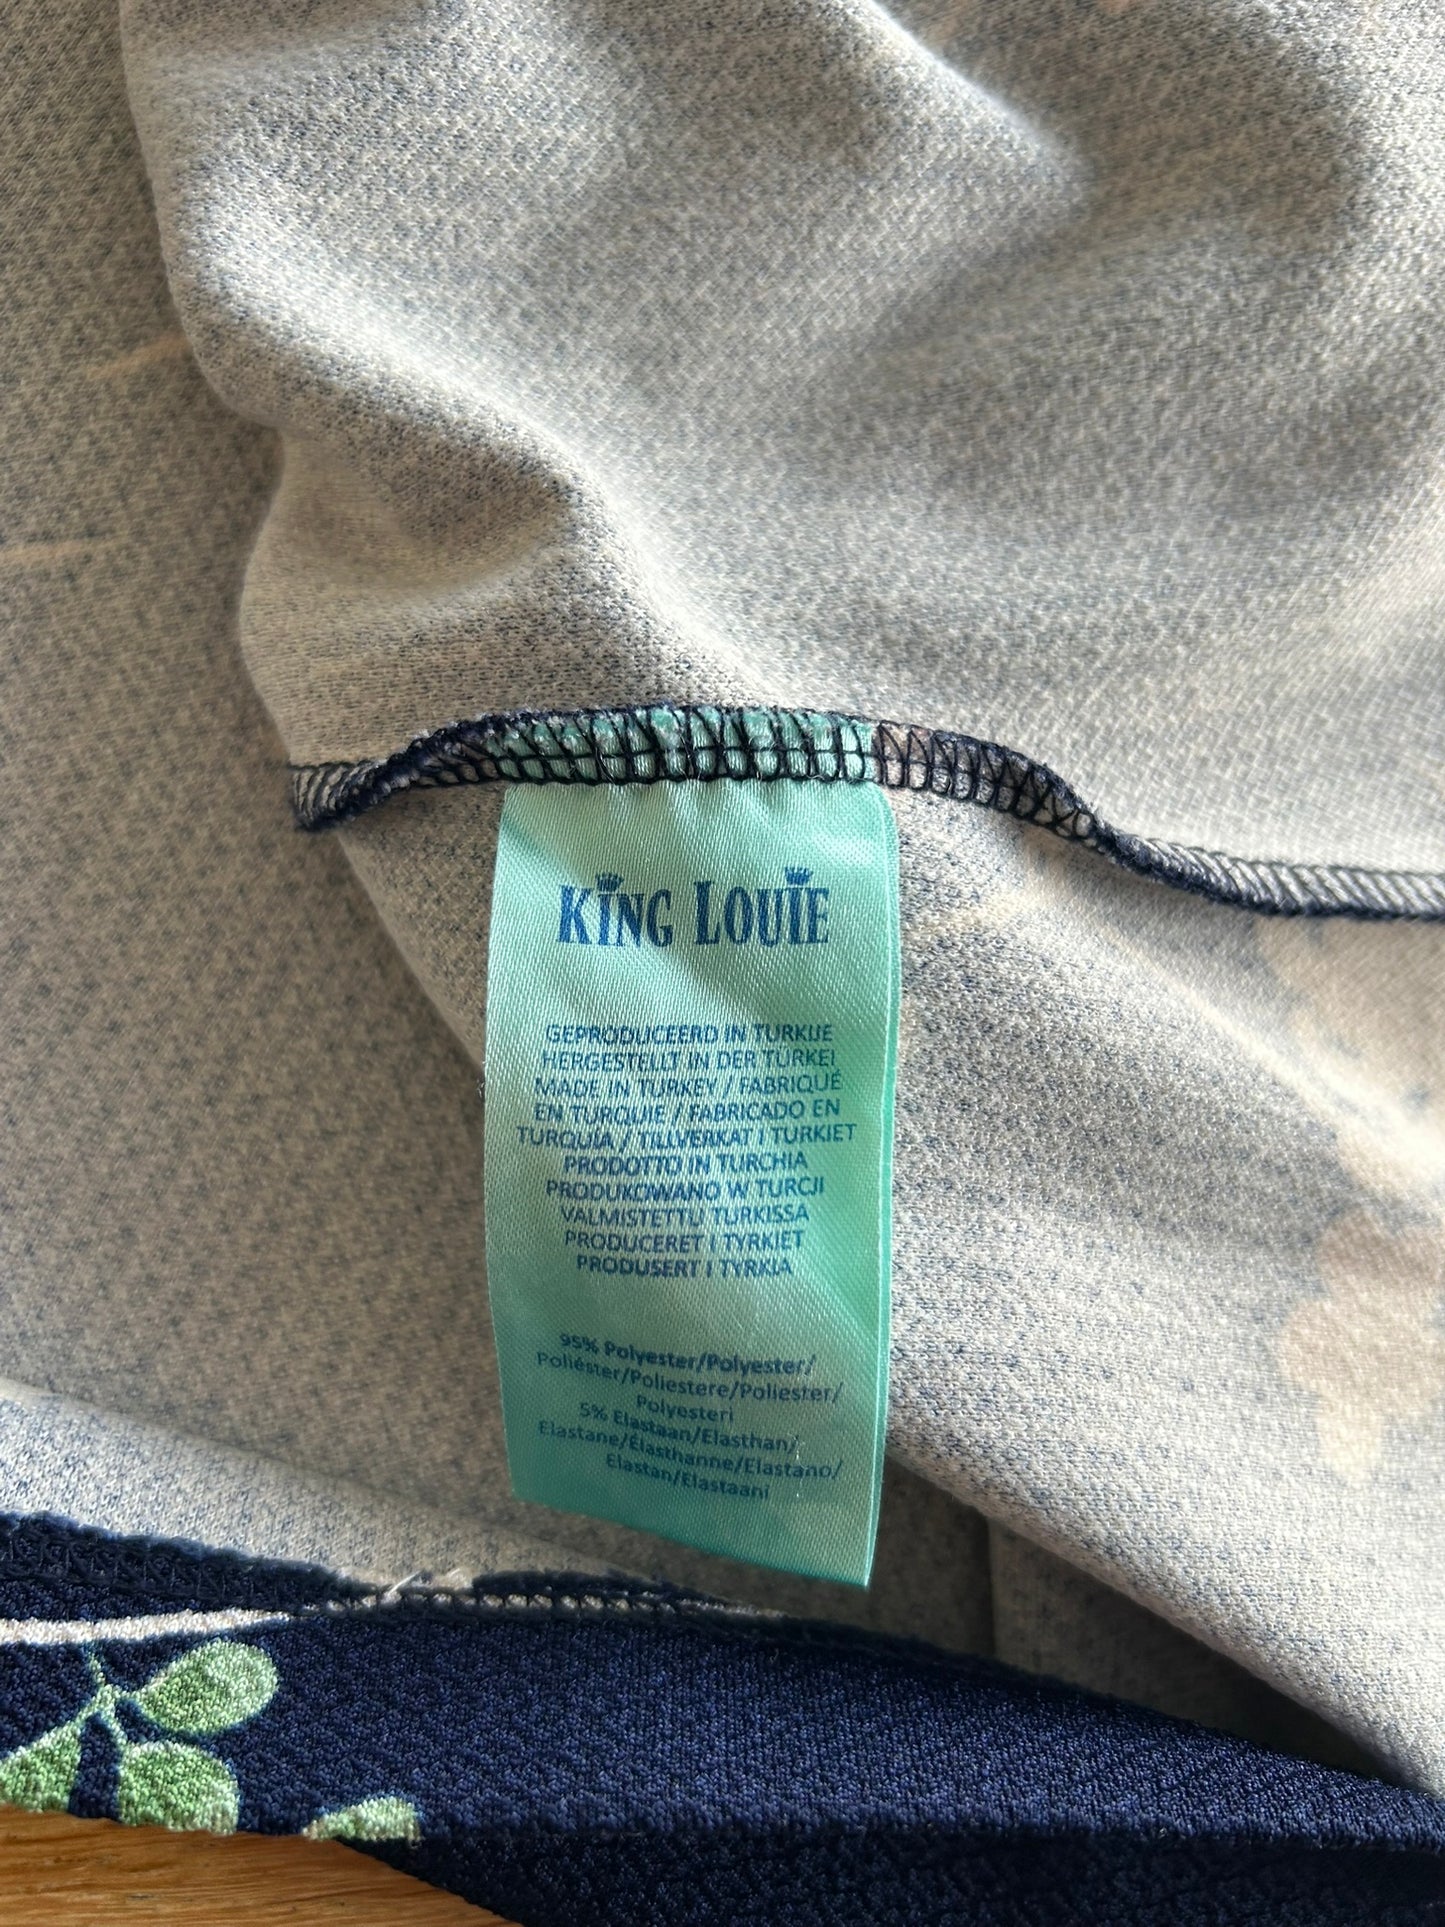 KING LOUIE
GEPRODUCEERD IN TURKIJE
HERGESTELLT IN DER TÜRKEI
MADE IN TURKEY / FABRIQUÉ
EN TURQUIE / FABRICADO EN
TURQUÍA / TILLVERKAT I TURKIET
PRODOTTO IN TURCHIA
PRODUKOWANO W TURCJI
VALMISTETTU TURKISSA
PRODUCERET I TYRKIET
PRODUSERT I TYRKIA
95% Polyester/Polyester/
Poliéster/Poliestere/Poliester/
Polyesteri
5% Elastaan/Elasthan/
Elastane/Élasthanne/Elastano/
Elastan/Elastaani